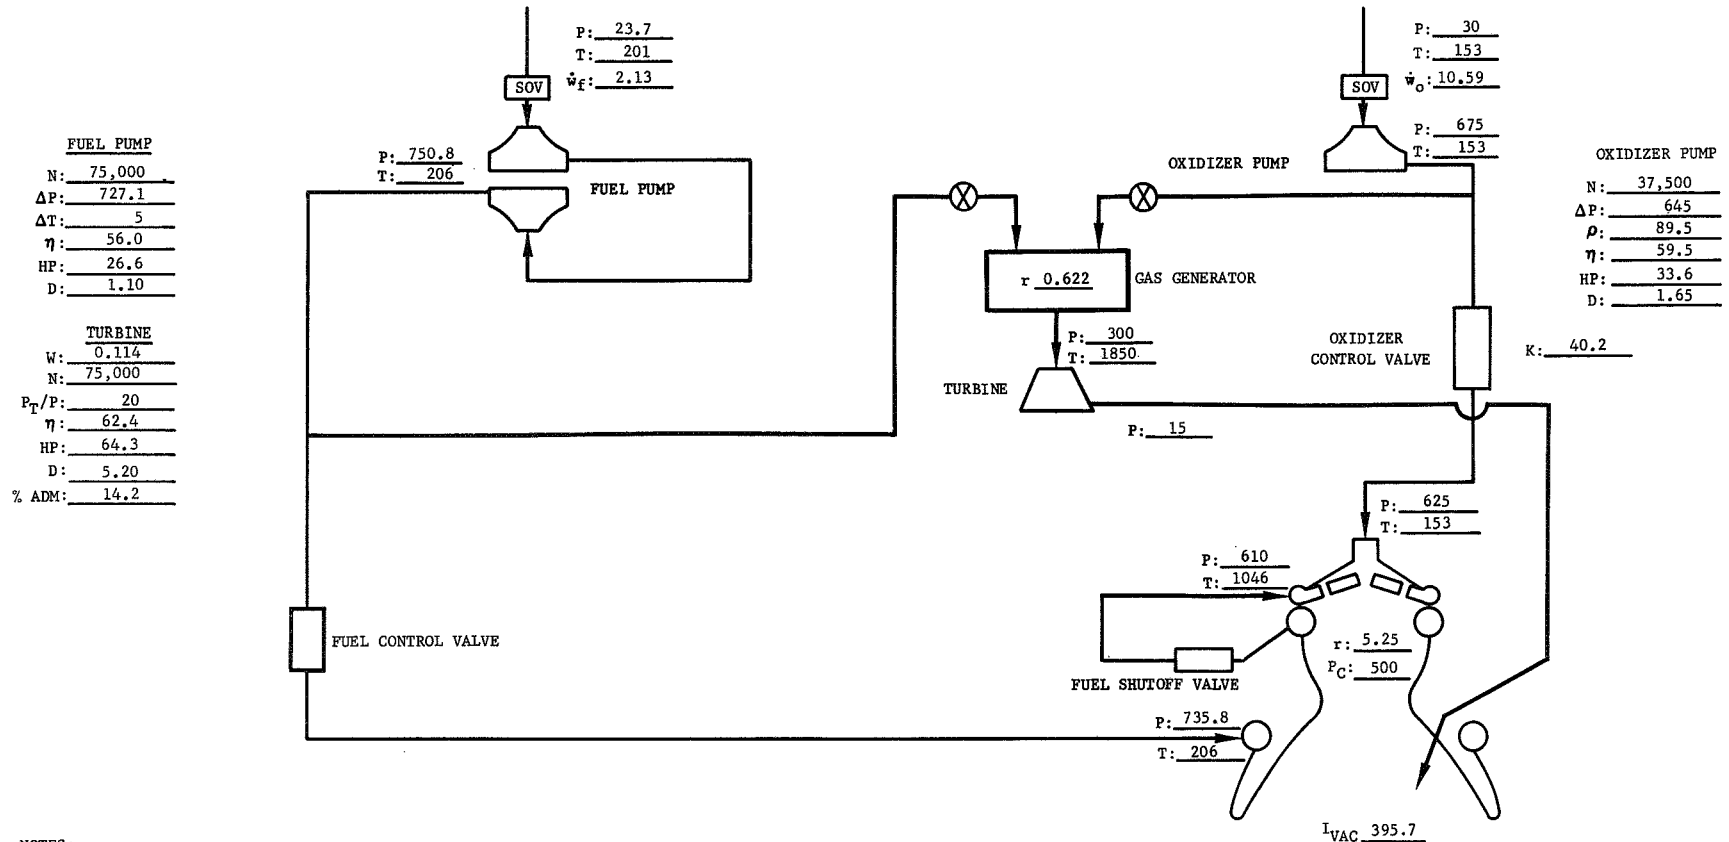 P: 23.7
T: 201
ẇf: 2.13
SOV
P: 30
T: 153
ẇo: 10.59
SOV
FUEL PUMP
N: 75,000
ΔP: 727.1
ΔT: 5
η: 56.0
HP: 26.6
D: 1.10
P: 750.8
T: 206
FUEL PUMP
OXIDIZER PUMP
P: 675
T: 153
OXIDIZER PUMP
N: 37,500
ΔP: 645
ρ: 89.5
η: 59.5
HP: 33.6
D: 1.65
r 0.622
GAS GENERATOR
TURBINE
W: 0.114
N: 75,000
PT/P: 20
η: 62.4
HP: 64.3
D: 5.20
% ADM: 14.2
P: 300
T: 1850
TURBINE
P: 15
OXIDIZER
CONTROL VALVE
K: 40.2
P: 625
T: 153
P: 610
T: 1046
FUEL CONTROL VALVE
FUEL SHUTOFF VALVE
r: 5.25
PC: 500
P: 735.8
T: 206
IVAC 395.7